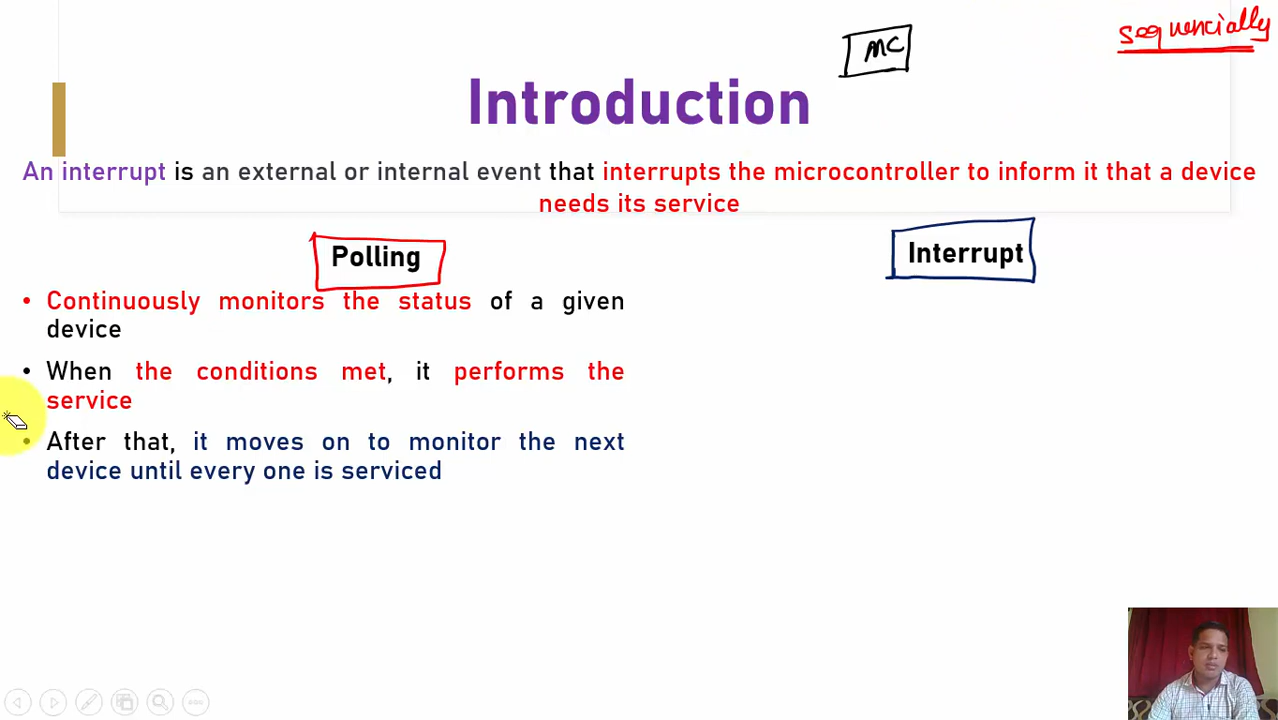 MC
sequencially
Introduction
An interrupt is an external or internal event that interrupts the microcontroller to inform it that a device
needs its service
Polling
• Continuously monitors the status of a given
device
• When the conditions met, it performs the
service
• After that, it moves on to monitor the next
device until every one is serviced
Interrupt